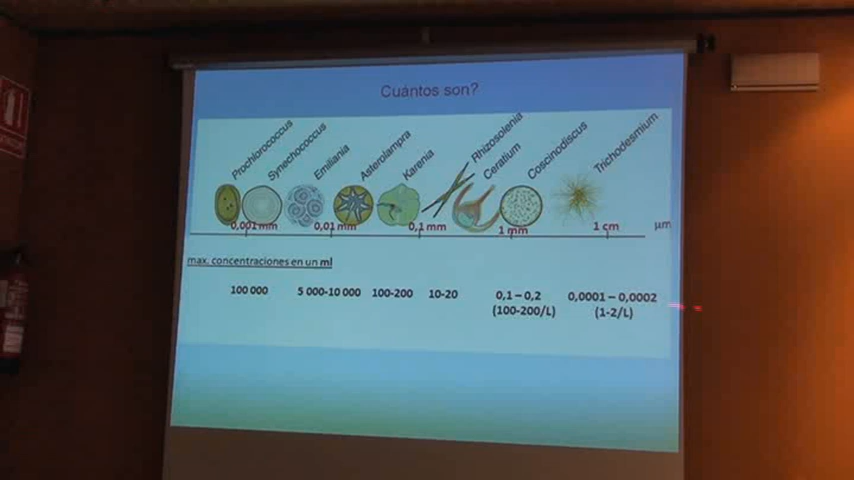 Cuántos son?
Prochlorococcus
Synechococcus
Emiliania
Asterolampra
Karenia
Rhizosolenia
Ceratium
Coscinodiscus
Trichodesmium
0,001 mm 0,01 mm 0,1 mm 1 mm 1 cm µm
max. concentraciones en un ml
100 000 5 000-10 000 100-200 10-20 0,1 – 0,2 0,0001 – 0,0002
(100-200/L) (1-2/L)